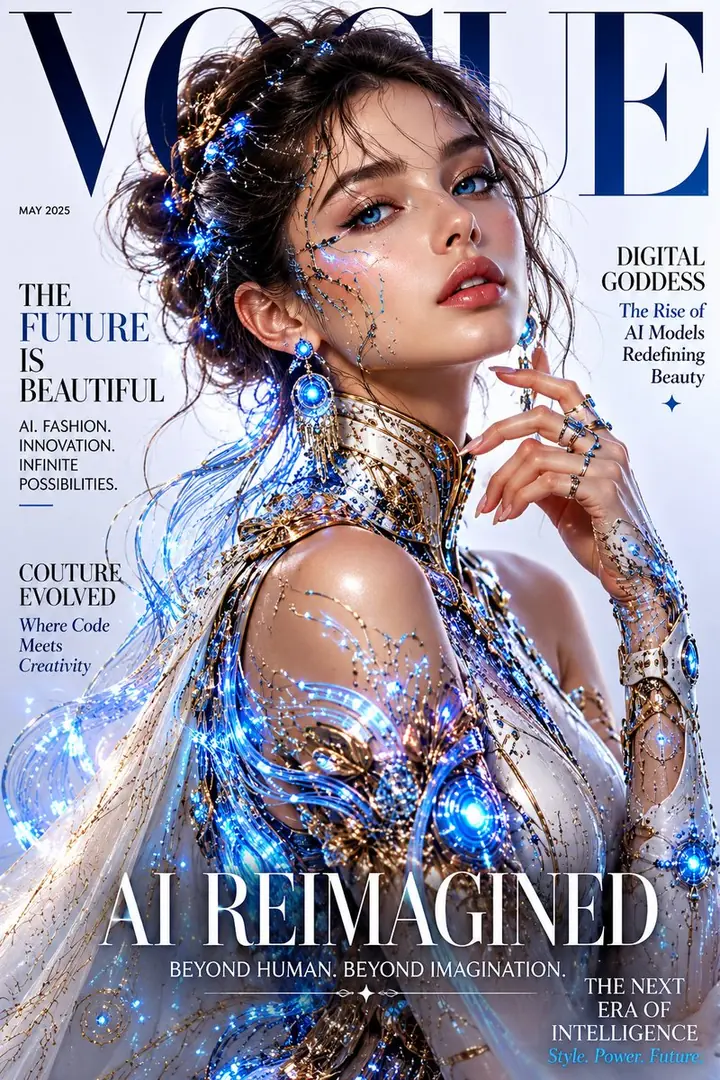 VOGUE
MAY 2025
THE
FUTURE
IS
BEAUTIFUL
AI. FASHION.
INNOVATION.
INFINITE
POSSIBILITIES.
COUTURE
EVOLVED
Where Code
Meets
Creativity
DIGITAL
GODDESS
The Rise of
AI Models
Redefining
Beauty
AI REIMAGINED
BEYOND HUMAN. BEYOND IMAGINATION.
THE NEXT
ERA OF
INTELLIGENCE
Style. Power. Future